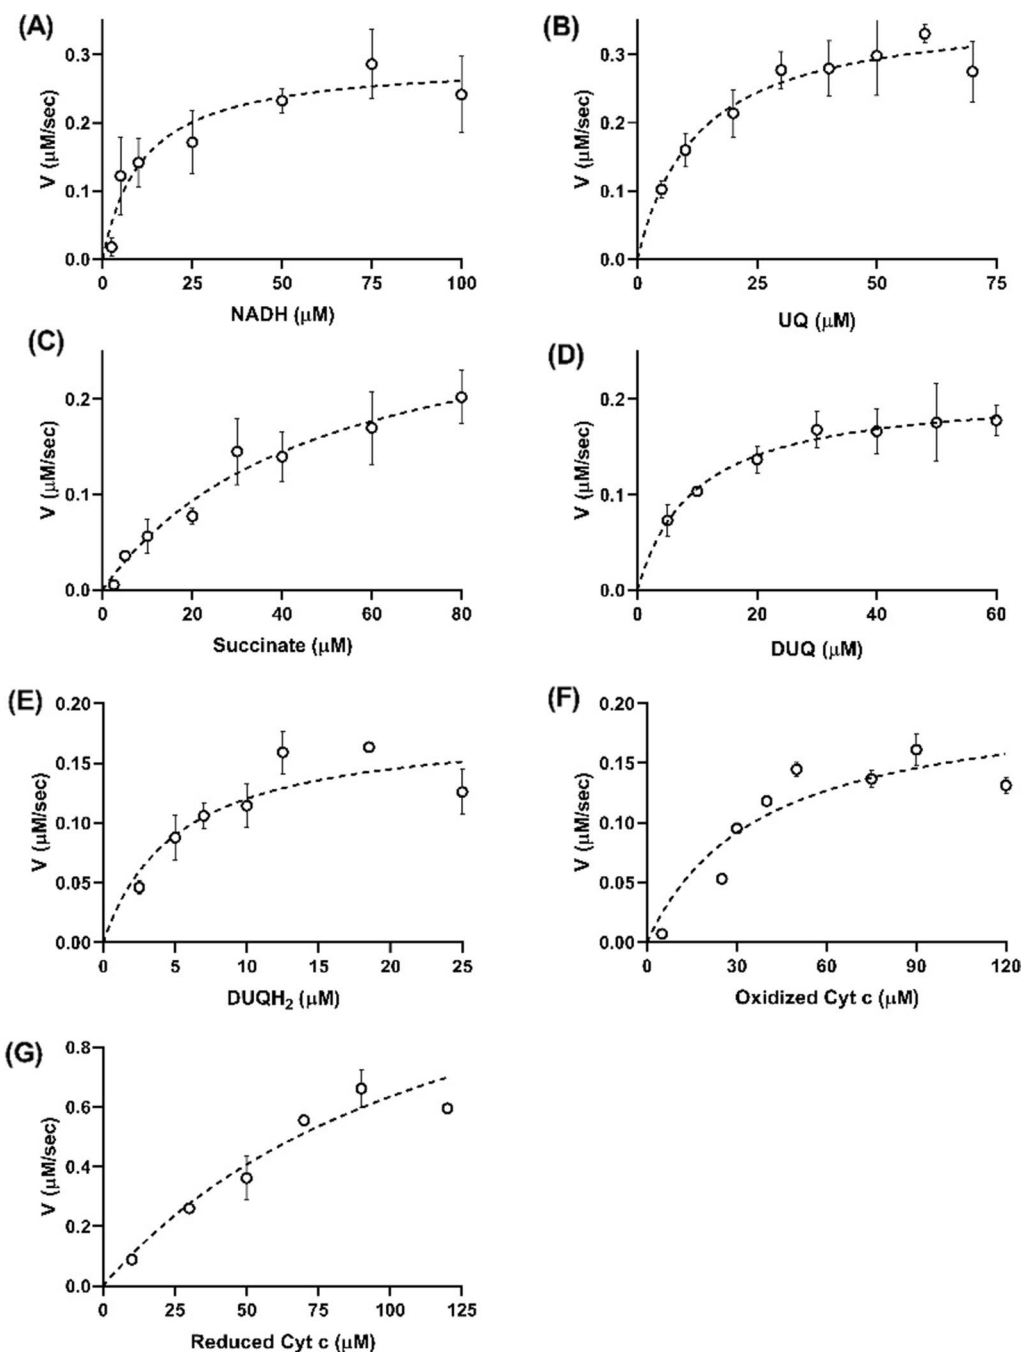 (A)
V (μM/sec)
0.3
0.2
0.1
0.0
0 25 50 75 100
NADH (μM)
(B)
V (μM/sec)
0.3
0.2
0.1
0.0
0 25 50 75
UQ (μM)
(C)
V (μM/sec)
0.2
0.1
0.0
0 20 40 60 80
Succinate (μM)
(D)
V (μM/sec)
0.2
0.1
0.0
0 20 40 60
DUQ (μM)
(E)
V (μM/sec)
0.20
0.15
0.10
0.05
0.00
0 5 10 15 20 25
DUQH₂ (μM)
(F)
V (μM/sec)
0.20
0.15
0.10
0.05
0.00
0 30 60 90 120
Oxidized Cyt c (μM)
(G)
V (μM/sec)
0.8
0.6
0.4
0.2
0.0
0 25 50 75 100 125
Reduced Cyt c (μM)